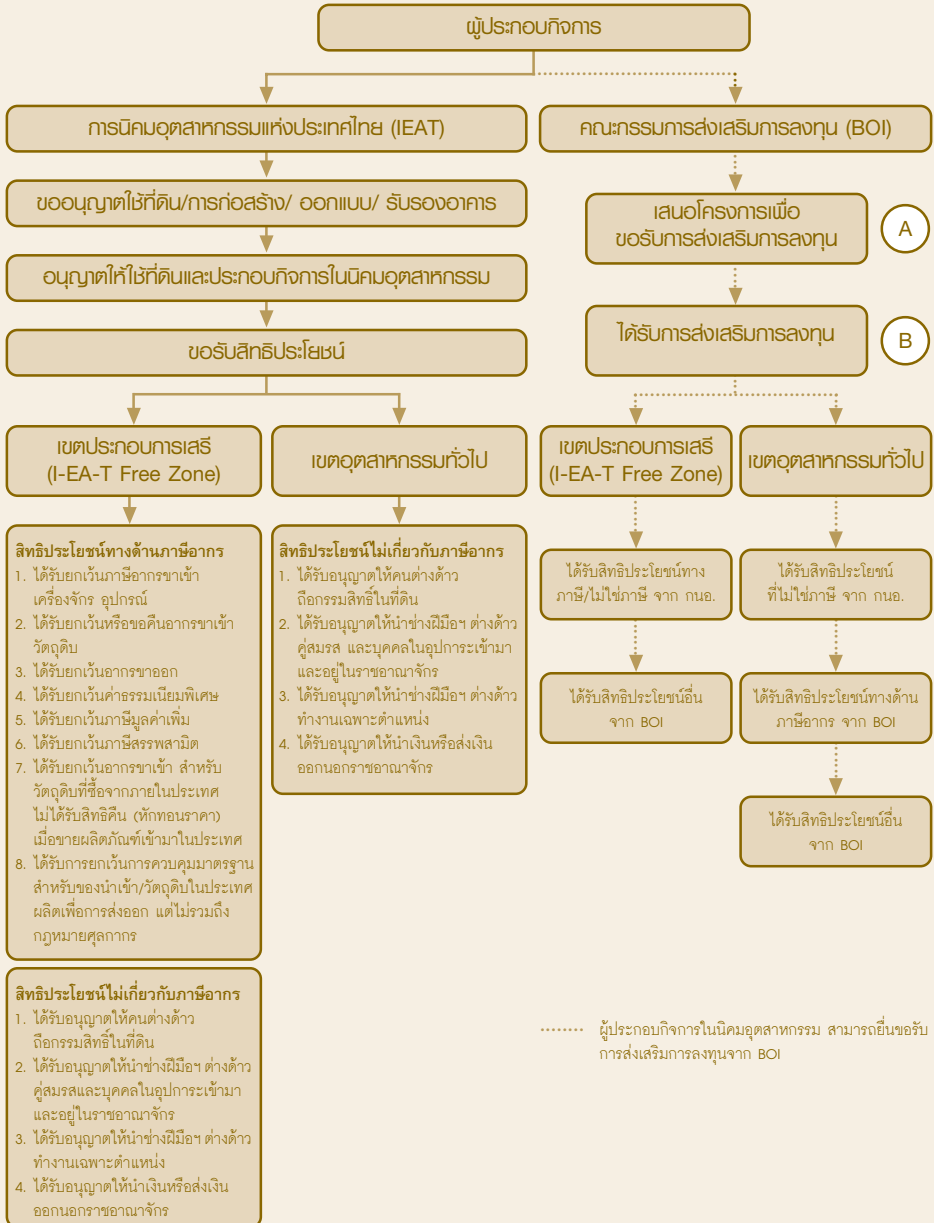 ผู้ประกอบกิจการ
การนิคมอุตสาหกรรมแห่งประเทศไทย (IEAT)
ขออนุญาตใช้ที่ดิน/การก่อสร้าง/ ออกแบบ/ รับรองอาคาร
อนุญาตให้ใช้ที่ดินและประกอบกิจการในนิคมอุตสาหกรรม
ขอรับสิทธิประโยชน์
เขตประกอบการเสรี
(I-EA-T Free Zone)
สิทธิประโยชน์ทางด้านภาษีอากร
1. ได้รับยกเว้นภาษีอากรขาเข้า
เครื่องจักร อุปกรณ์
2. ได้รับยกเว้นหรือขอคืนอากรขาเข้า
วัตถุดิบ
3. ได้รับยกเว้นอากรขาออก
4. ได้รับยกเว้นค่าธรรมเนียมพิเศษ
5. ได้รับยกเว้นภาษีมูลค่าเพิ่ม
6. ได้รับยกเว้นภาษีสรรพสามิต
7. ได้รับยกเว้นอากรขาเข้า สำหรับ
วัตถุดิบที่ซื้อจากภายในประเทศ
ไม่ได้รับสิทธิคืน (หักทอนราคา)
เมื่อขายผลิตภัณฑ์เข้ามาในประเทศ
8. ได้รับการยกเว้นการควบคุมมาตรฐาน
สำหรับของนำเข้า/วัตถุดิบในประเทศ
ผลิตเพื่อการส่งออก แต่ไม่รวมถึง
กฎหมายศุลกากร
สิทธิประโยชน์ไม่เกี่ยวกับภาษีอากร
1. ได้รับอนุญาตให้คนต่างด้าว
ถือกรรมสิทธิ์ในที่ดิน
2. ได้รับอนุญาตให้นำช่างฝีมือฯ ต่างด้าว
คู่สมรสและบุคคลในอุปการะเข้ามา
และอยู่ในราชอาณาจักร
3. ได้รับอนุญาตให้นำช่างฝีมือฯ ต่างด้าว
ทำงานเฉพาะตำแหน่ง
4. ได้รับอนุญาตให้นำเงินหรือส่งเงิน
ออกนอกราชอาณาจักร
เขตอุตสาหกรรมทั่วไป
สิทธิประโยชน์ไม่เกี่ยวกับภาษีอากร
1. ได้รับอนุญาตให้คนต่างด้าว
ถือกรรมสิทธิ์ในที่ดิน
2. ได้รับอนุญาตให้นำช่างฝีมือฯ ต่างด้าว
คู่สมรส และบุคคลในอุปการะเข้ามา
และอยู่ในราชอาณาจักร
3. ได้รับอนุญาตให้นำช่างฝีมือฯ ต่างด้าว
ทำงานเฉพาะตำแหน่ง
4. ได้รับอนุญาตให้นำเงินหรือส่งเงิน
ออกนอกราชอาณาจักร
คณะกรรมการส่งเสริมการลงทุน (BOI)
เสนอโครงการเพื่อ
ขอรับการส่งเสริมการลงทุน
A
ได้รับการส่งเสริมการลงทุน
B
เขตประกอบการเสรี
(I-EA-T Free Zone)
ได้รับสิทธิประโยชน์ทาง
ภาษี/ไม่ใช่ภาษี จาก กนอ.
ได้รับสิทธิประโยชน์อื่น
จาก BOI
เขตอุตสาหกรรมทั่วไป
ได้รับสิทธิประโยชน์
ที่ไม่ใช่ภาษี จาก กนอ.
ได้รับสิทธิประโยชน์ทางด้าน
ภาษีอากร จาก BOI
ได้รับสิทธิประโยชน์อื่น
จาก BOI
ผู้ประกอบกิจการในนิคมอุตสาหกรรม สามารถยื่นขอรับ
การส่งเสริมการลงทุนจาก BOI